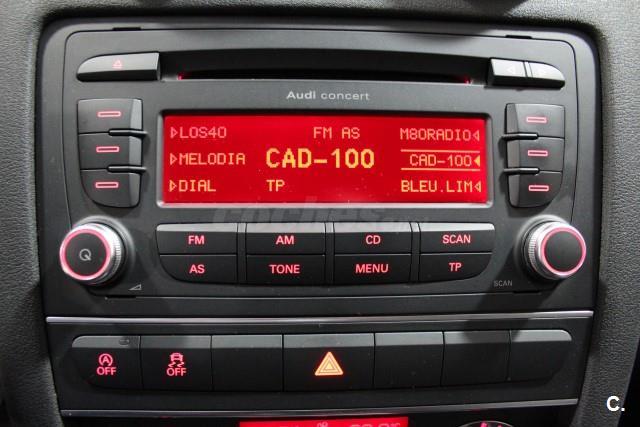 Audi concert
LOS40 FM AS M80RADIO
MELODIA CAD-100 CAD-100
DIAL TP BLEU.LIM
FM AM CD SCAN
AS TONE MENU TP
SCAN
A OFF OFF
coches
C.